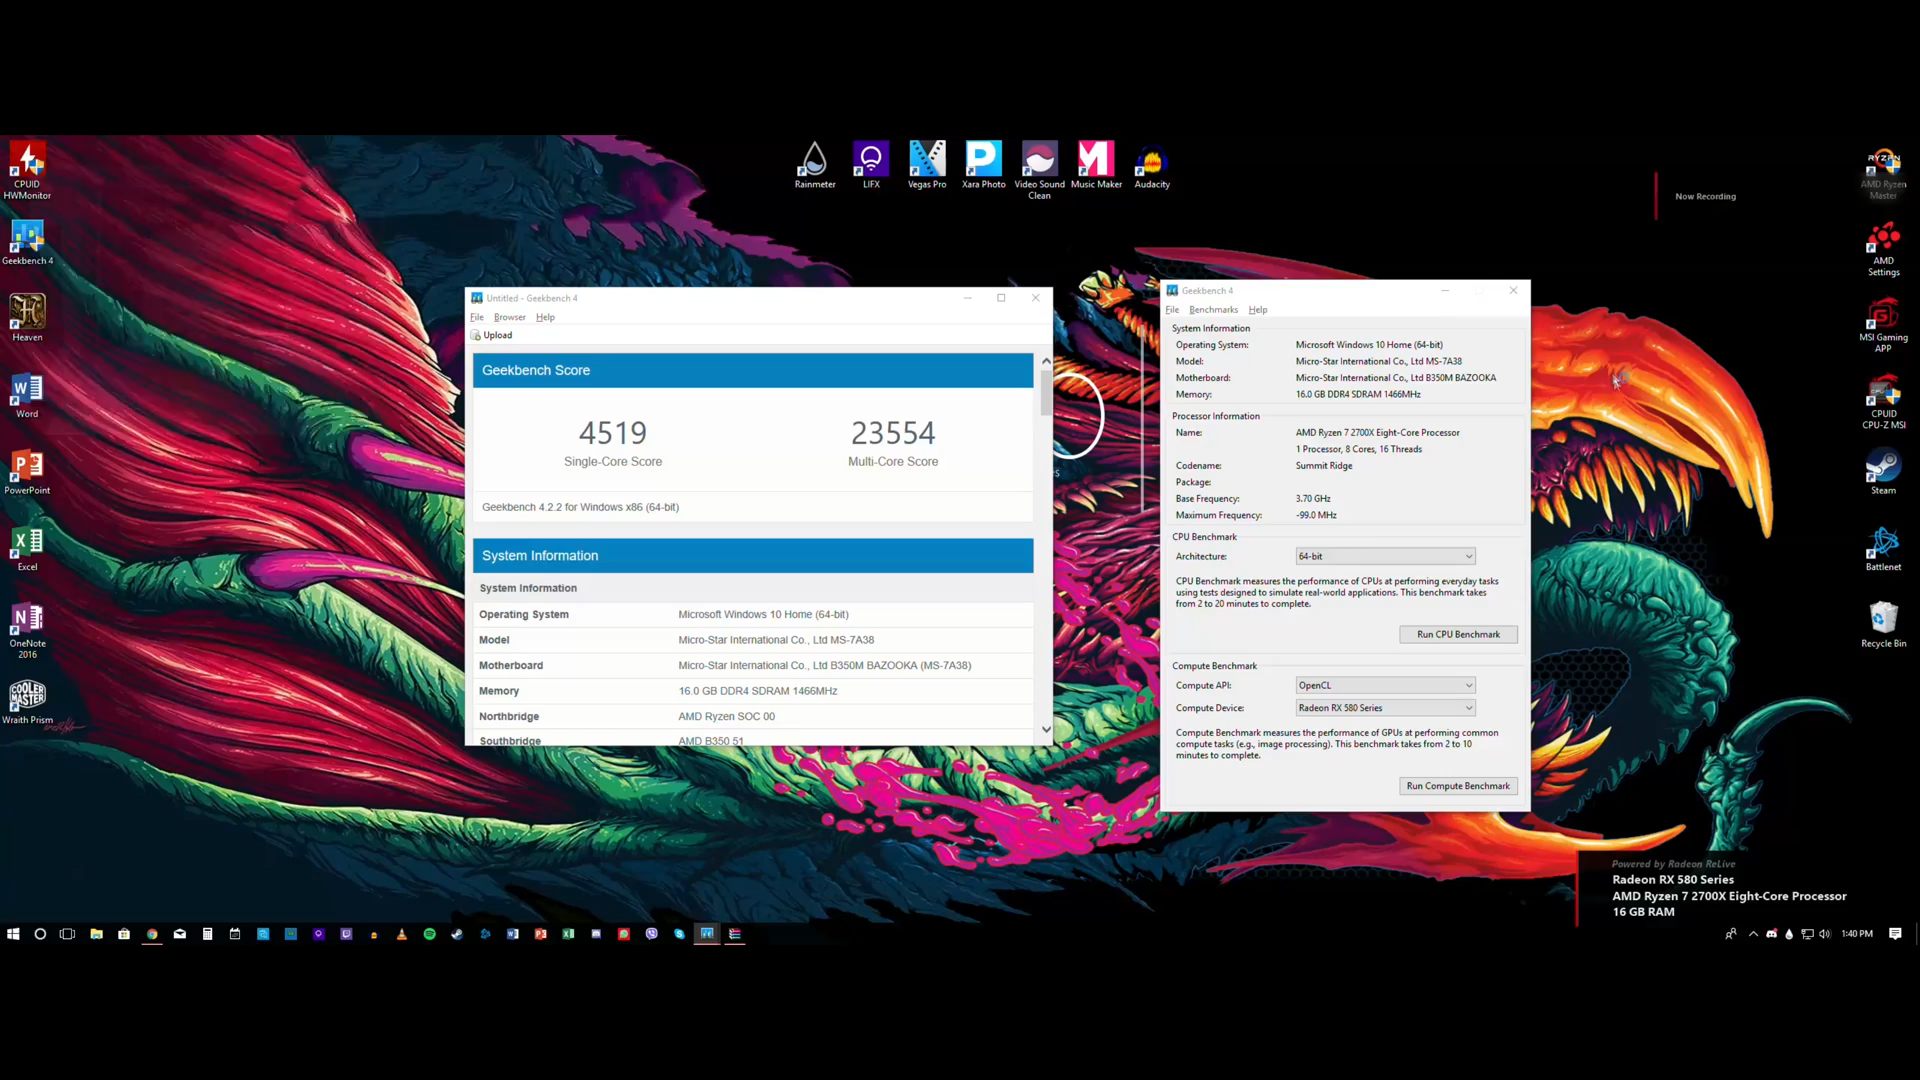 CPUID
HWMonitor
Geekbench 4
Heaven
Word
PowerPoint
Excel
OneNote
2016
COOLER
MASTER
Wraith Prism
Rainmeter
LIFX
Vegas Pro
Xara Photo
Video Sound
Clean
Music Maker
Audacity
Now Recording
RYZEN
AMD Ryzen
Master
AMD
Settings
MSI Gaming
APP
CPUID
CPU-Z MSI
Steam
Battlenet
Recycle Bin
Untitled - Geekbench 4
File Browser Help
Upload
Geekbench Score
4519 23554
Single-Core Score Multi-Core Score
Geekbench 4.2.2 for Windows x86 (64-bit)
System Information
System Information
Operating System Microsoft Windows 10 Home (64-bit)
Model Micro-Star International Co., Ltd MS-7A38
Motherboard Micro-Star International Co., Ltd B350M BAZOOKA (MS-7A38)
Memory 16.0 GB DDR4 SDRAM 1466MHz
Northbridge AMD Ryzen SOC 00
Southbridge AMD B350 51
Geekbench 4
File Benchmarks Help
System Information
Operating System: Microsoft Windows 10 Home (64-bit)
Model: Micro-Star International Co., Ltd MS-7A38
Motherboard: Micro-Star International Co., Ltd B350M BAZOOKA
Memory: 16.0 GB DDR4 SDRAM 1466MHz
Processor Information
Name: AMD Ryzen 7 2700X Eight-Core Processor
1 Processor, 8 Cores, 16 Threads
Codename: Summit Ridge
Package:
Base Frequency: 3.70 GHz
Maximum Frequency: -99.0 MHz
CPU Benchmark
Architecture: 64-bit
CPU Benchmark measures the performance of CPUs at performing everyday tasks
using tests designed to simulate real-world applications. This benchmark takes
from 2 to 20 minutes to complete.
Run CPU Benchmark
Compute Benchmark
Compute API: OpenCL
Compute Device: Radeon RX 580 Series
Compute Benchmark measures the performance of GPUs at performing common
compute tasks (e.g., image processing). This benchmark takes from 2 to 10
minutes to complete.
Run Compute Benchmark
Powered by Radeon ReLive
Radeon RX 580 Series
AMD Ryzen 7 2700X Eight-Core Processor
16 GB RAM
1:40 PM